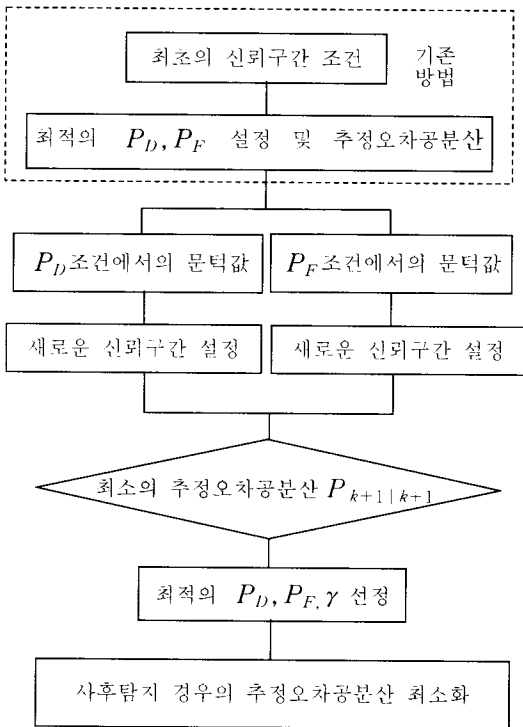 최초의 신뢰구간 조건
기존
방법
최적의 P_D, P_F 설정 및 추정오차공분산
P_D조건에서의 문턱값
P_F조건에서의 문턱값
새로운 신뢰구간 설정
새로운 신뢰구간 설정
최소의 추정오차공분산 P_{k+1|k+1}
최적의 P_D, P_F, γ 선정
사후탐지 경우의 추정오차공분산 최소화